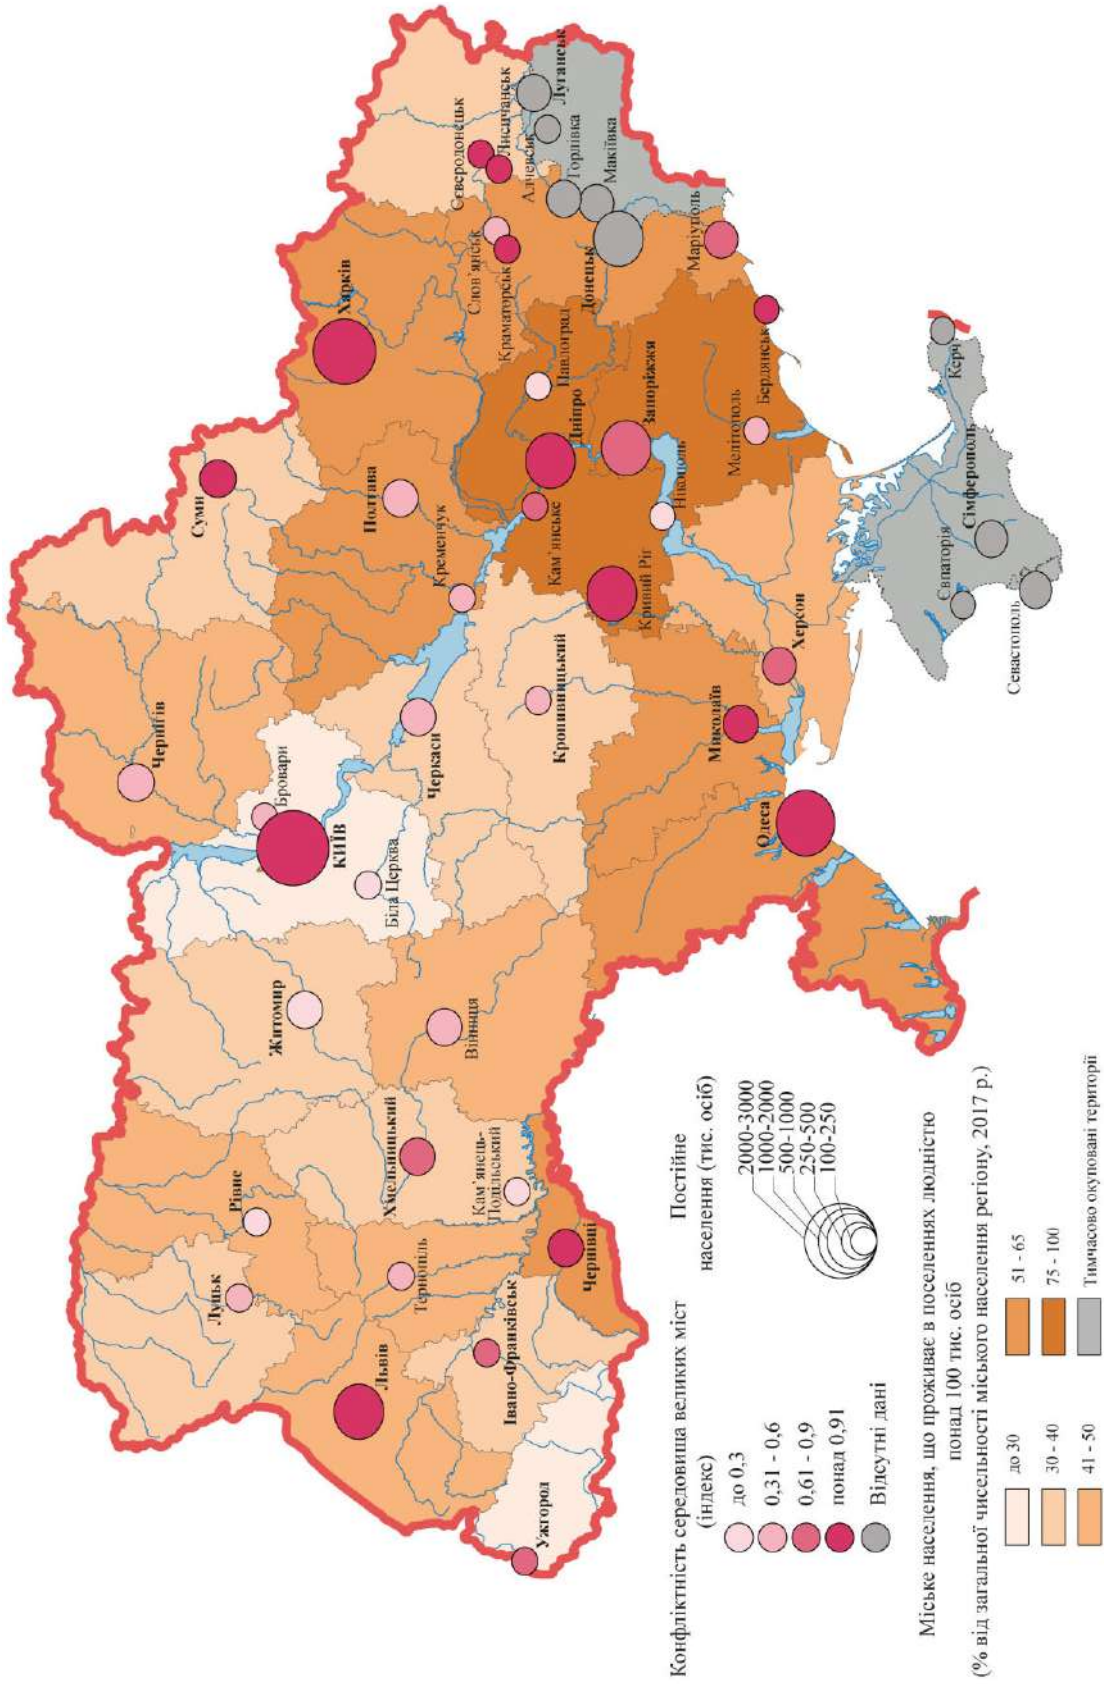 Чернігів
Суми
Луцьк
Рівне
Житомир
КИЇВ
Бровари
Харків
Львів
Тернопіль
Хмельницький
Біла Церква
Полтава
Вінниця
Черкаси
Кременчук
Слов'янськ
Краматорськ
Сєвєродонецьк
Лисичанськ
Луганськ
Алчевськ
Горлівка
Макіївка
Донецьк
Ужгород
Івано-Франківськ
Кам'янець-
Подільський
Чернівці
Кропивницький
Кам'янське
Дніпро
Павлоград
Кривий Ріг
Нікополь
Запоріжжя
Маріуполь
Мелітополь
Бердянськ
Миколаїв
Херсон
Одеса
Євпаторія
Сімферополь
Севастополь
Керч
Конфліктність середовища великих міст
(індекс)
до 0,3
0,31 - 0,6
0,61 - 0,9
понад 0,91
Відсутні дані
Постійне
населення (тис. осіб)
2000-3000
1000-2000
500-1000
250-500
100-250
Міське населення, що проживає в поселеннях людністю
понад 100 тис. осіб
(% від загальної чисельності міського населення регіону, 2017 р.)
до 30
30 - 40
41 - 50
51 - 65
75 - 100
Тимчасово окуповані території